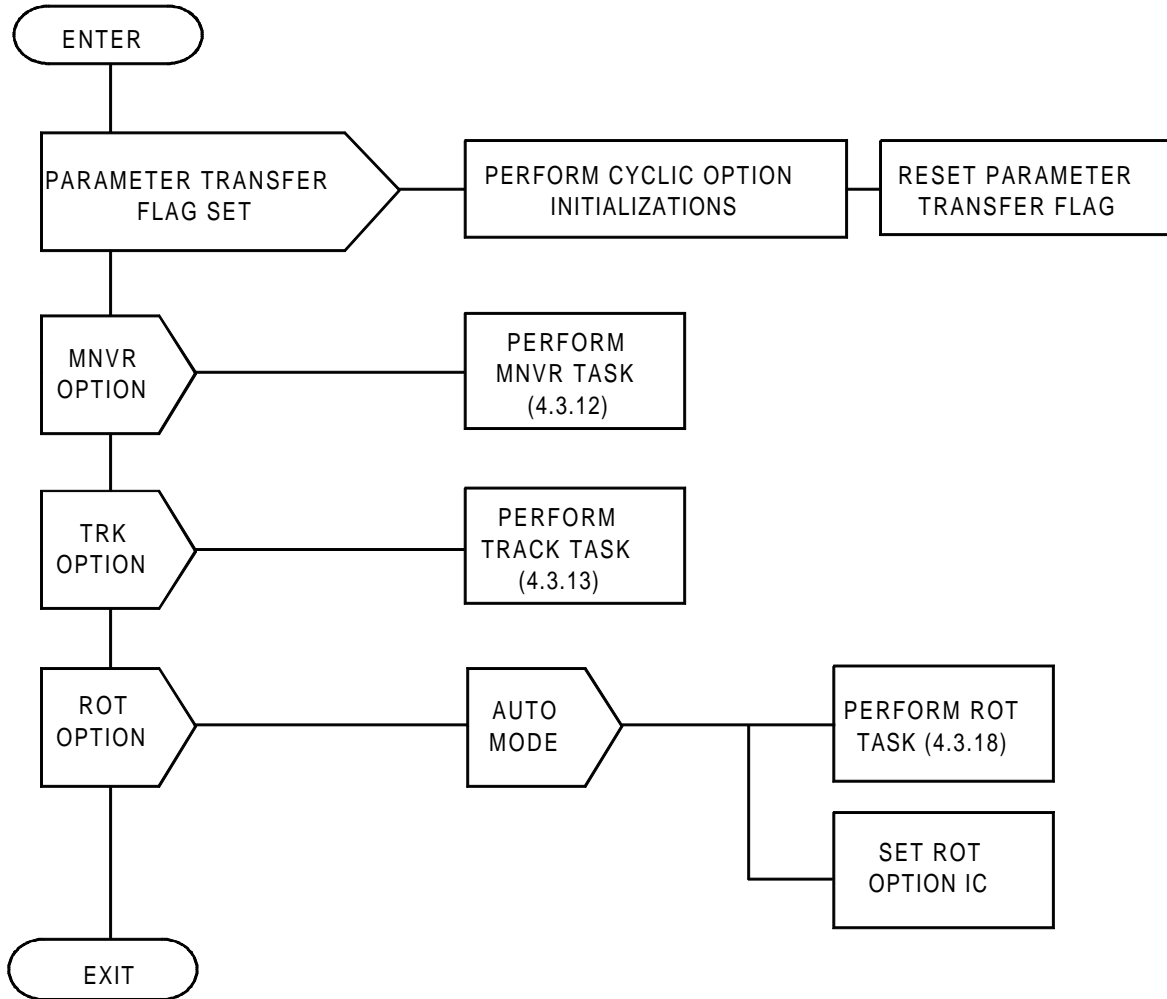 ENTER
PARAMETER TRANSFER
FLAG SET
PERFORM CYCLIC OPTION
INITIALIZATIONS
RESET PARAMETER
TRANSFER FLAG
MNVR
OPTION
PERFORM
MNVR TASK
(4.3.12)
TRK
OPTION
PERFORM
TRACK TASK
(4.3.13)
ROT
OPTION
AUTO
MODE
PERFORM ROT
TASK (4.3.18)
SET ROT
OPTION IC
EXIT